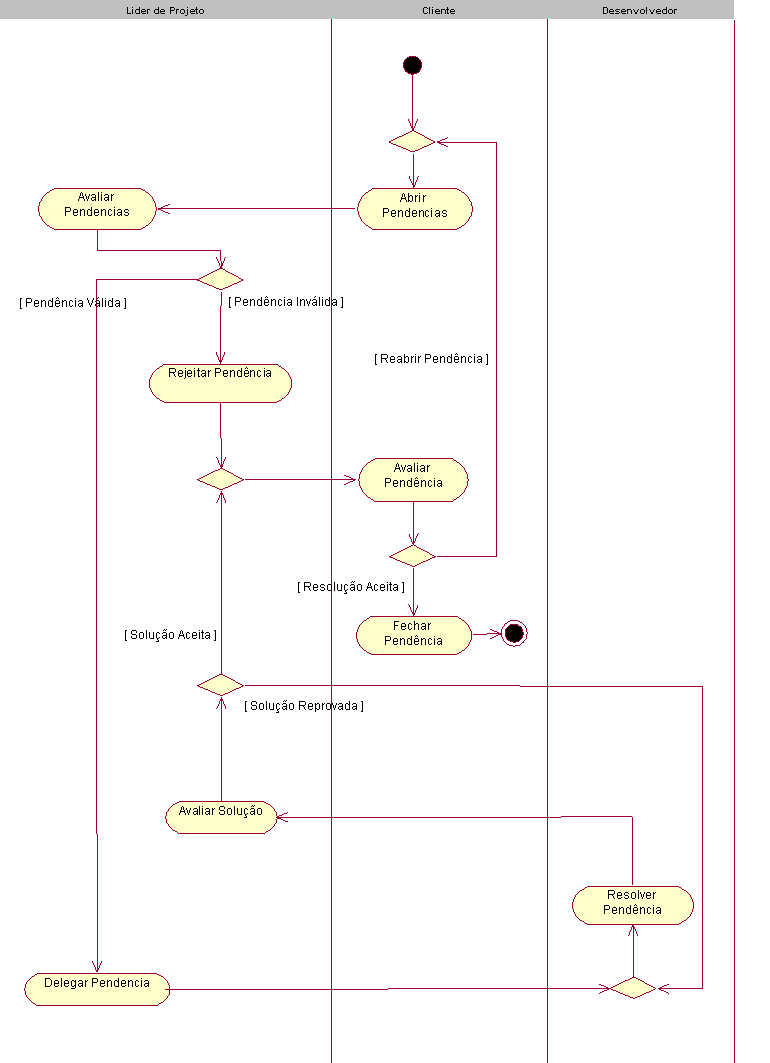 Lider de Projeto
Cliente
Desenvolvedor
Avaliar
Pendencias
Abrir
Pendencias
[ Pendência Válida ]
[ Pendência Inválida ]
[ Reabrir Pendência ]
Rejeitar Pendência
Avaliar
Pendência
[ Resolução Aceita ]
Fechar
Pendência
[ Solução Aceita ]
[ Solução Reprovada ]
Avaliar Solução
Resolver
Pendência
Delegar Pendencia